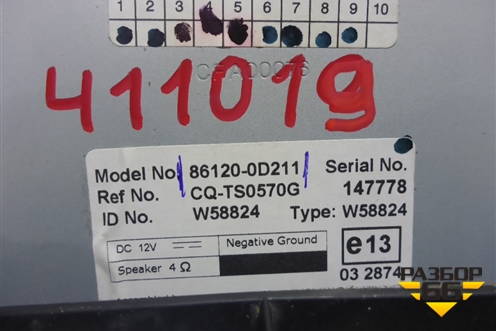 1 2 3 4 5 6 7 8 9 10
411019
Model No. 86120-0D211 Serial No.
Ref No. CQ-TS0570G 147778
ID No. W58824 Type: W58824
DC 12V Negative Ground
Speaker 4 Ω
e13
03 2874
РАЗБОР
66